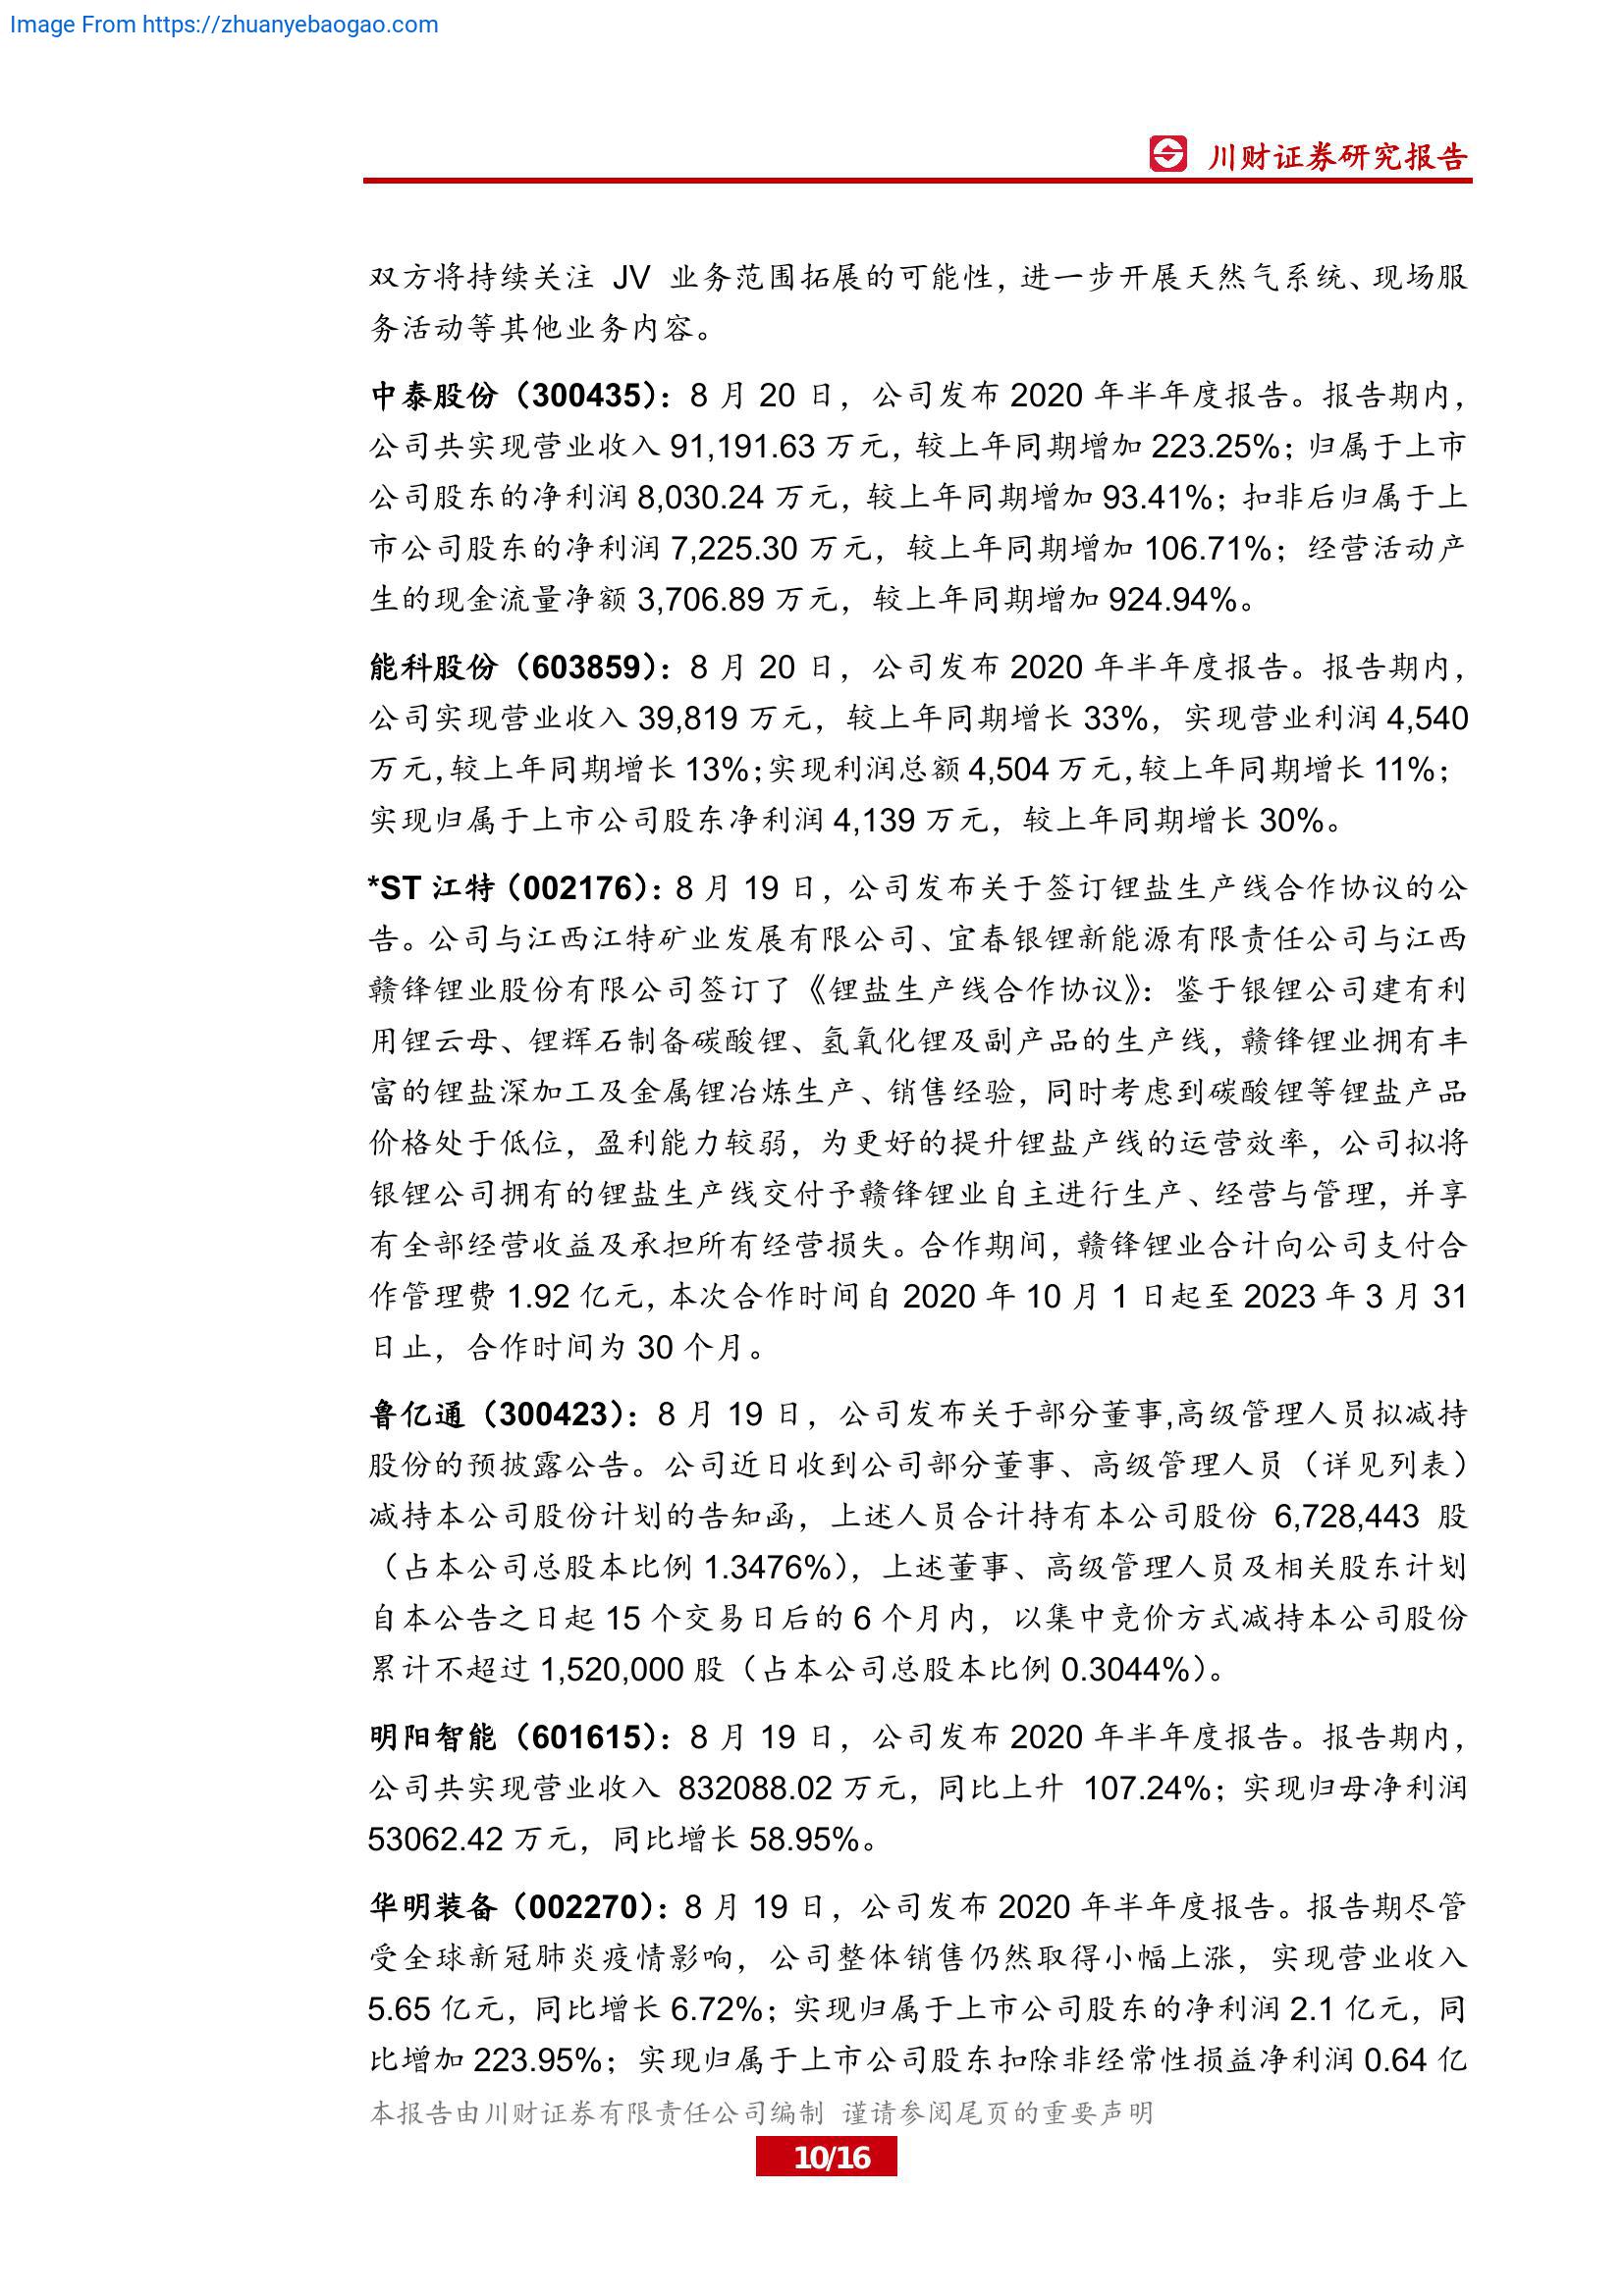 Image From https://zhuanyebaogao.com
川财证券研究报告
双方将持续关注 JV 业务范围拓展的可能性，进一步开展天然气系统、现场服
务活动等其他业务内容。
中泰股份（300435）：8 月 20 日，公司发布 2020 年半年度报告。报告期内，
公司共实现营业收入 91,191.63 万元，较上年同期增加 223.25%；归属于上市
公司股东的净利润 8,030.24 万元，较上年同期增加 93.41%；扣非后归属于上
市公司股东的净利润 7,225.30 万元，较上年同期增加 106.71%；经营活动产
生的现金流量净额 3,706.89 万元，较上年同期增加 924.94%。
能科股份（603859）：8 月 20 日，公司发布 2020 年半年度报告。报告期内，
公司实现营业收入 39,819 万元，较上年同期增长 33%，实现营业利润 4,540
万元，较上年同期增长 13%；实现利润总额 4,504 万元，较上年同期增长 11%；
实现归属于上市公司股东净利润 4,139 万元，较上年同期增长 30%。
*ST 江特（002176）：8 月 19 日，公司发布关于签订锂盐生产线合作协议的公
告。公司与江西江特矿业发展有限公司、宜春银锂新能源有限责任公司与江西
赣锋锂业股份有限公司签订了《锂盐生产线合作协议》：鉴于银锂公司建有利
用锂云母、锂辉石制备碳酸锂、氢氧化锂及副产品的生产线，赣锋锂业拥有丰
富的锂盐深加工及金属锂冶炼生产、销售经验，同时考虑到碳酸锂等锂盐产品
价格处于低位，盈利能力较弱，为更好的提升锂盐产线的运营效率，公司拟将
银锂公司拥有的锂盐生产线交付予赣锋锂业自主进行生产、经营与管理，并享
有全部经营收益及承担所有经营损失。合作期间，赣锋锂业合计向公司支付合
作管理费 1.92 亿元，本次合作时间自 2020 年 10 月 1 日起至 2023 年 3 月 31
日止，合作时间为 30 个月。
鲁亿通（300423）：8 月 19 日，公司发布关于部分董事,高级管理人员拟减持
股份的预披露公告。公司近日收到公司部分董事、高级管理人员（详见列表）
减持本公司股份计划的告知函，上述人员合计持有本公司股份 6,728,443 股
（占本公司总股本比例 1.3476%），上述董事、高级管理人员及相关股东计划
自本公告之日起 15 个交易日后的 6 个月内，以集中竞价方式减持本公司股份
累计不超过 1,520,000 股（占本公司总股本比例 0.3044%）。
明阳智能（601615）：8 月 19 日，公司发布 2020 年半年度报告。报告期内，
公司共实现营业收入 832088.02 万元，同比上升 107.24%；实现归母净利润
53062.42 万元，同比增长 58.95%。
华明装备（002270）：8 月 19 日，公司发布 2020 年半年度报告。报告期尽管
受全球新冠肺炎疫情影响，公司整体销售仍然取得小幅上涨，实现营业收入
5.65 亿元，同比增长 6.72%；实现归属于上市公司股东的净利润 2.1 亿元，同
比增加 223.95%；实现归属于上市公司股东扣除非经常性损益净利润 0.64 亿
本报告由川财证券有限责任公司编制 谨请参阅尾页的重要声明
10/16